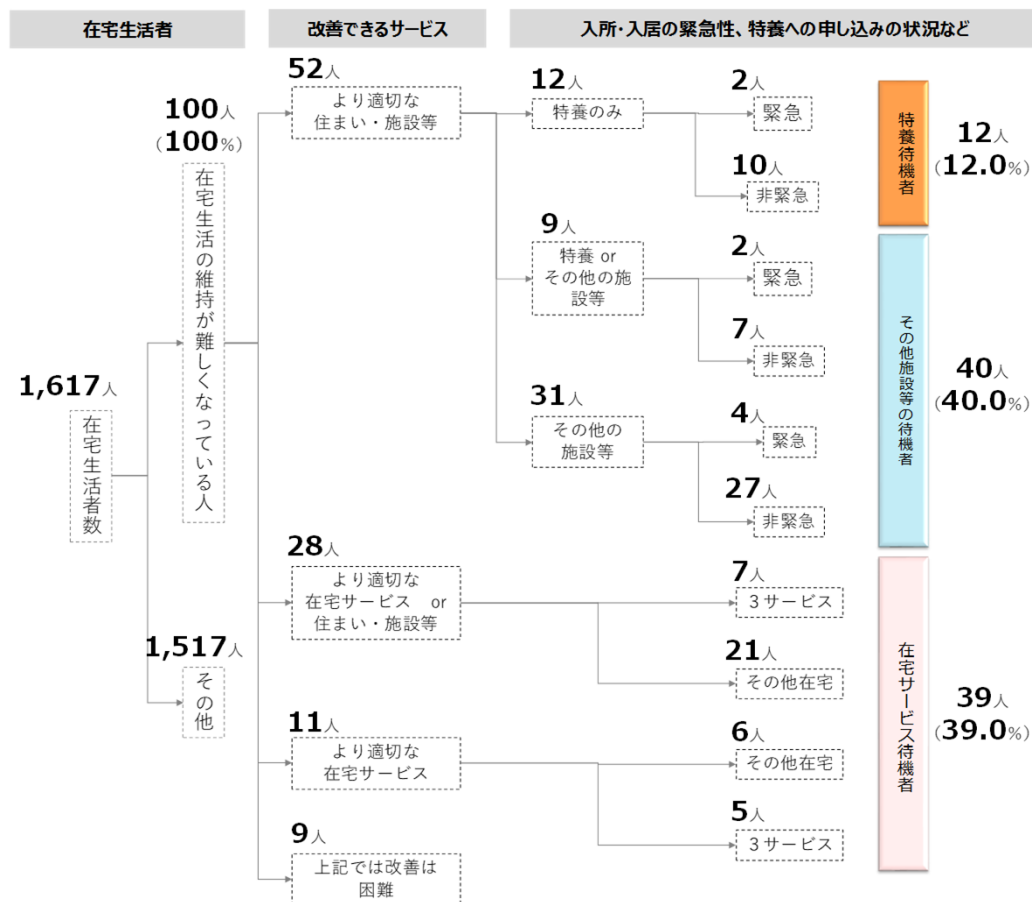 在宅生活者
改善できるサービス
入所・入居の緊急性、特養への申し込みの状況など
1,617人
在宅生活者数
100人
(100%)
在宅生活の維持が難しくなっている人
1,517人
その他
52人
より適切な
住まい・施設等
12人
特養のみ
2人
緊急
10人
非緊急
9人
特養 or
その他の施
設等
2人
緊急
7人
非緊急
31人
その他の
施設等
4人
緊急
27人
非緊急
28人
より適切な
在宅サービス or
住まい・施設等
7人
3サービス
21人
その他在宅
11人
より適切な
在宅サービス
6人
その他在宅
5人
3サービス
9人
上記では改善は
困難
特養待機者
12人
(12.0%)
その他施設等の待機者
40人
(40.0%)
在宅サービス待機者
39人
(39.0%)